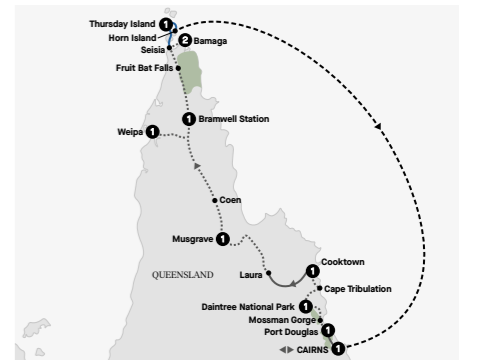 Thursday Island 1
Horn Island
2 Bamaga
Seisia
Fruit Bat Falls
1 Bramwell Station
Weipa 1
Coen
Musgrave 1
QUEENSLAND
Cooktown
1
Laura
Cape Tribulation
Daintree National Park 1
Mossman Gorge
Port Douglas 1
CAIRNS 1